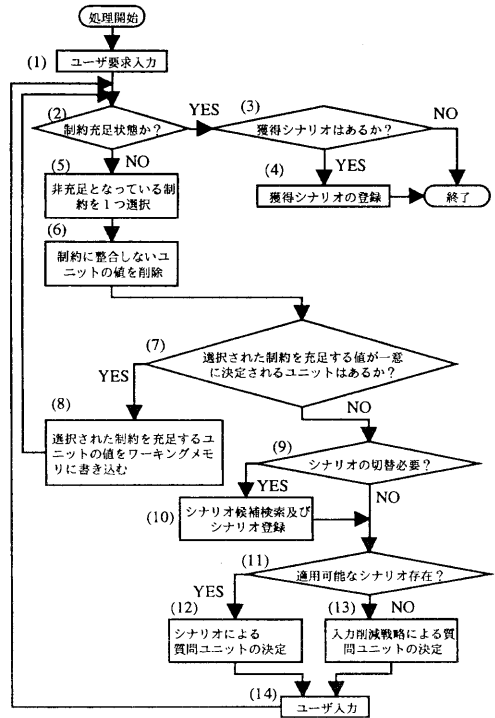 処理開始
(1)
ユーザ要求入力
(2)
制約充足状態か?
YES
(3)
獲得シナリオはあるか?
NO
NO
YES
(4)
獲得シナリオの登録
終了
(5)
非充足となっている制
約を1つ選択
(6)
制約に整合しないユ
ニットの値を削除
(7)
選択された制約を充足する値が一意
に決定されるユニットはあるか?
YES
NO
(8)
選択された制約を充足するユ
ニットの値をワーキングメモ
リに書き込む
(9)
シナリオの切替必要?
YES
NO
(10)
シナリオ候補検索及び
シナリオ登録
(11)
適用可能なシナリオ存在?
YES
NO
(12)
シナリオによる
質問ユニットの決定
(13)
入力削減戦略による質
問ユニットの決定
(14)
ユーザ入力